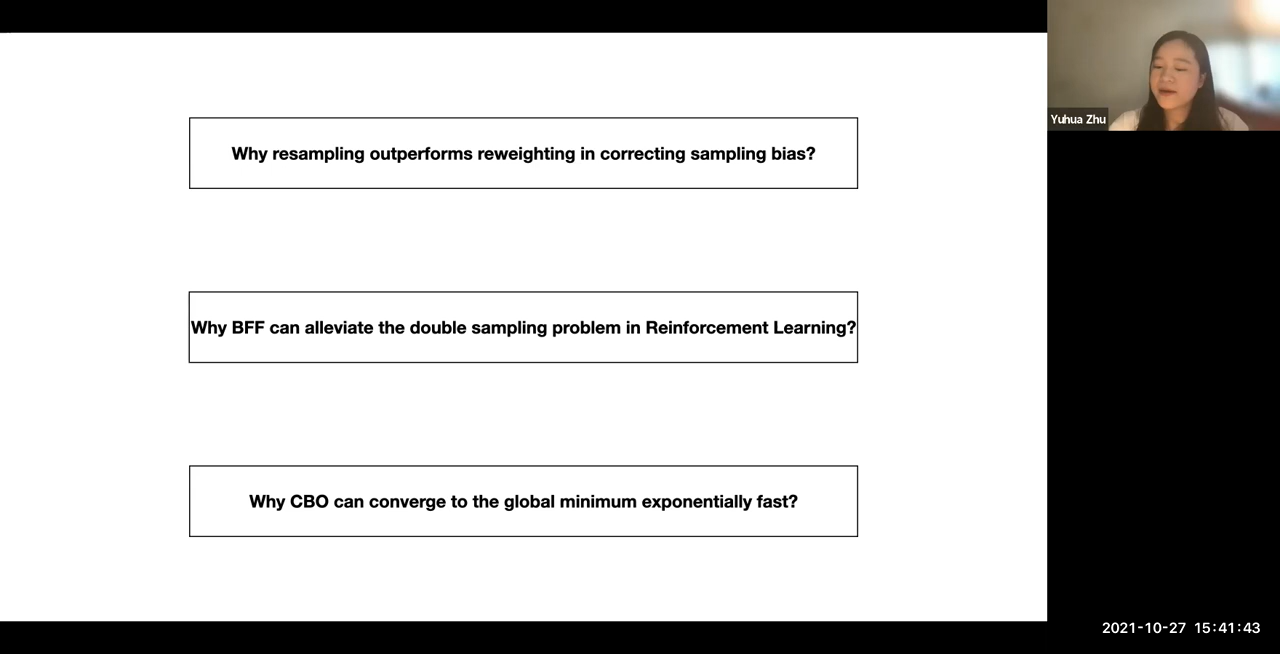 Why resampling outperforms reweighting in correcting sampling bias?
Yuhua Zhu
Why BFF can alleviate the double sampling problem in Reinforcement Learning?
Why CBO can converge to the global minimum exponentially fast?
2021-10-27 15:41:43